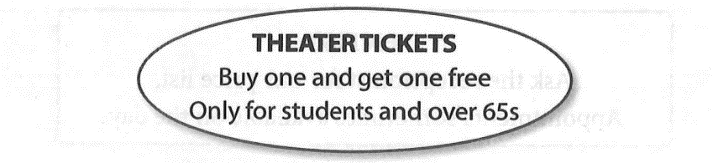 THEATER TICKETS
Buy one and get one free
Only for students and over 65s